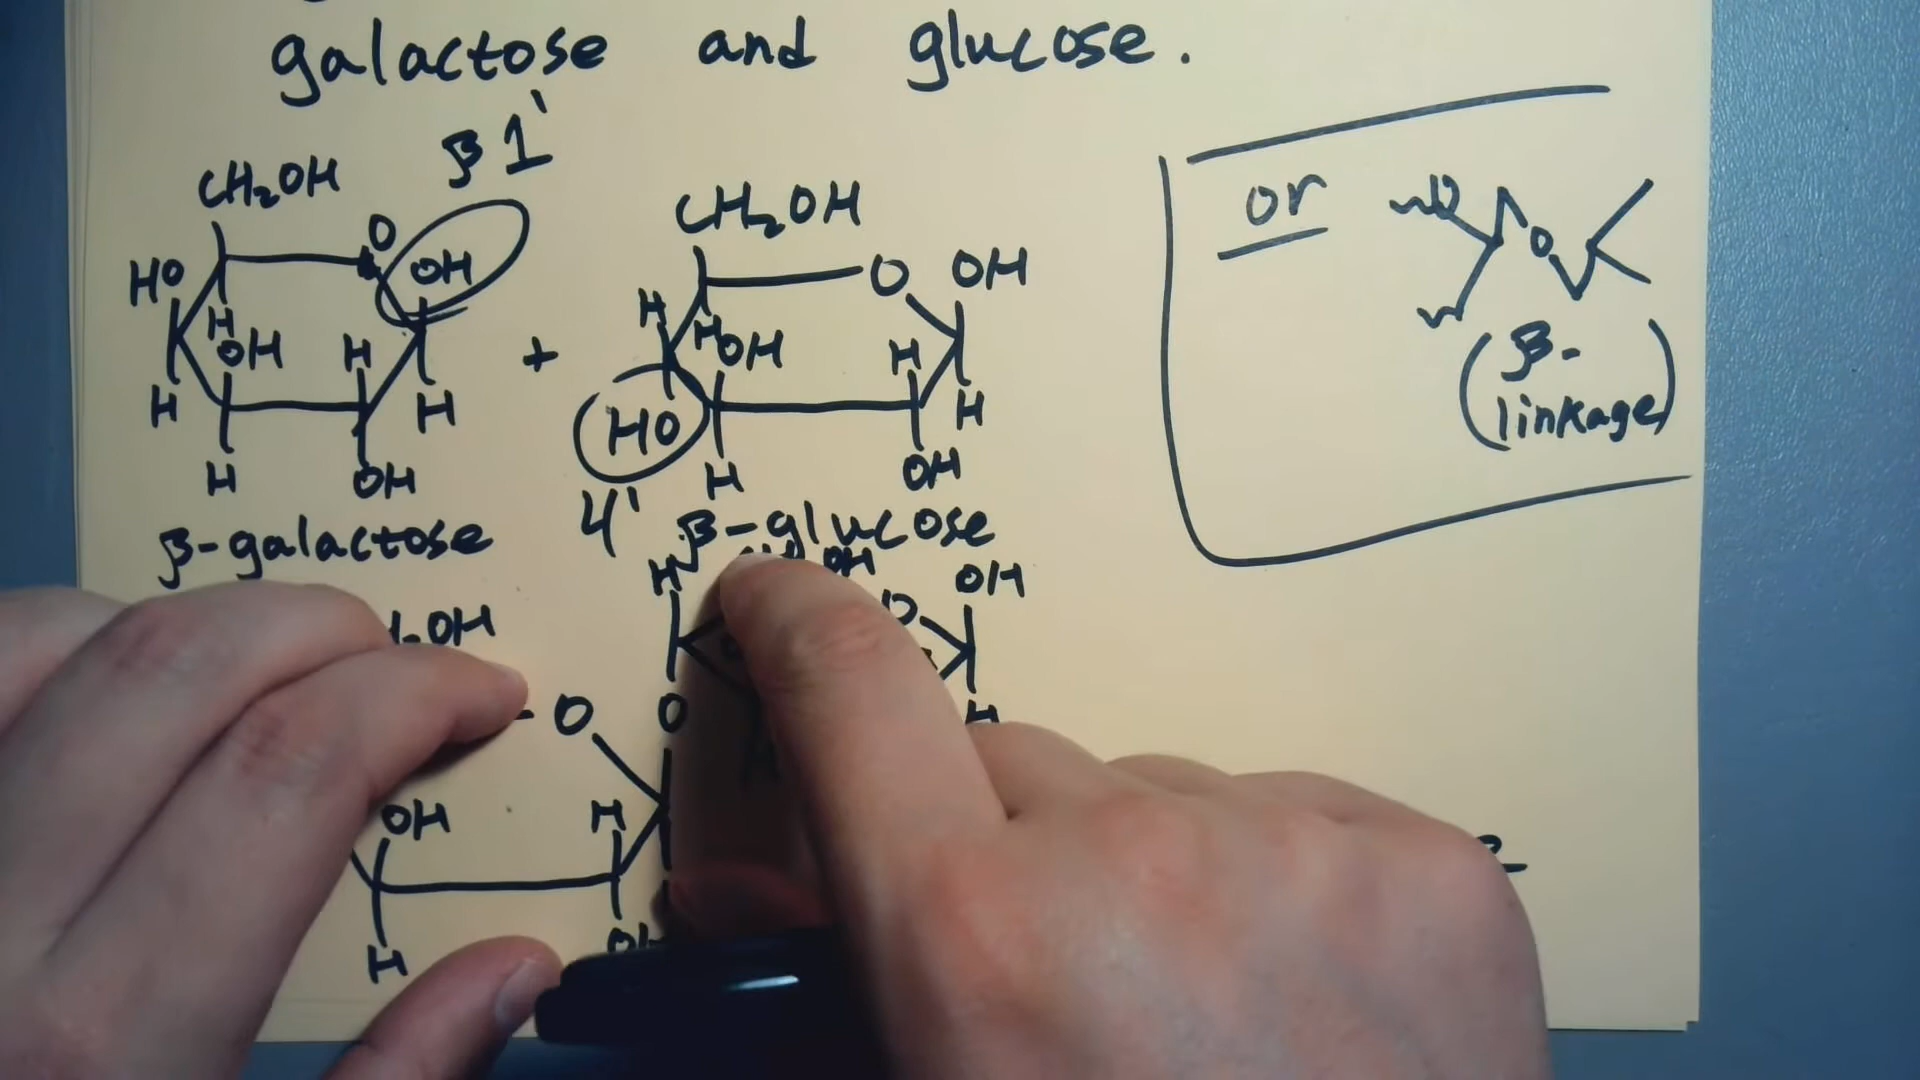 galactose and glucose.
β 1'
CH₂OH
O
OH
HO
H
OH
H
H
H
H
OH
β-galactose
+
CH₂OH
O
OH
H
H
OH
H
H
HO
H
OH
4'
β-glucose
or
O
(β-
linkage)
H
OH
OH
O
H
O
OH
O
OH
H
H